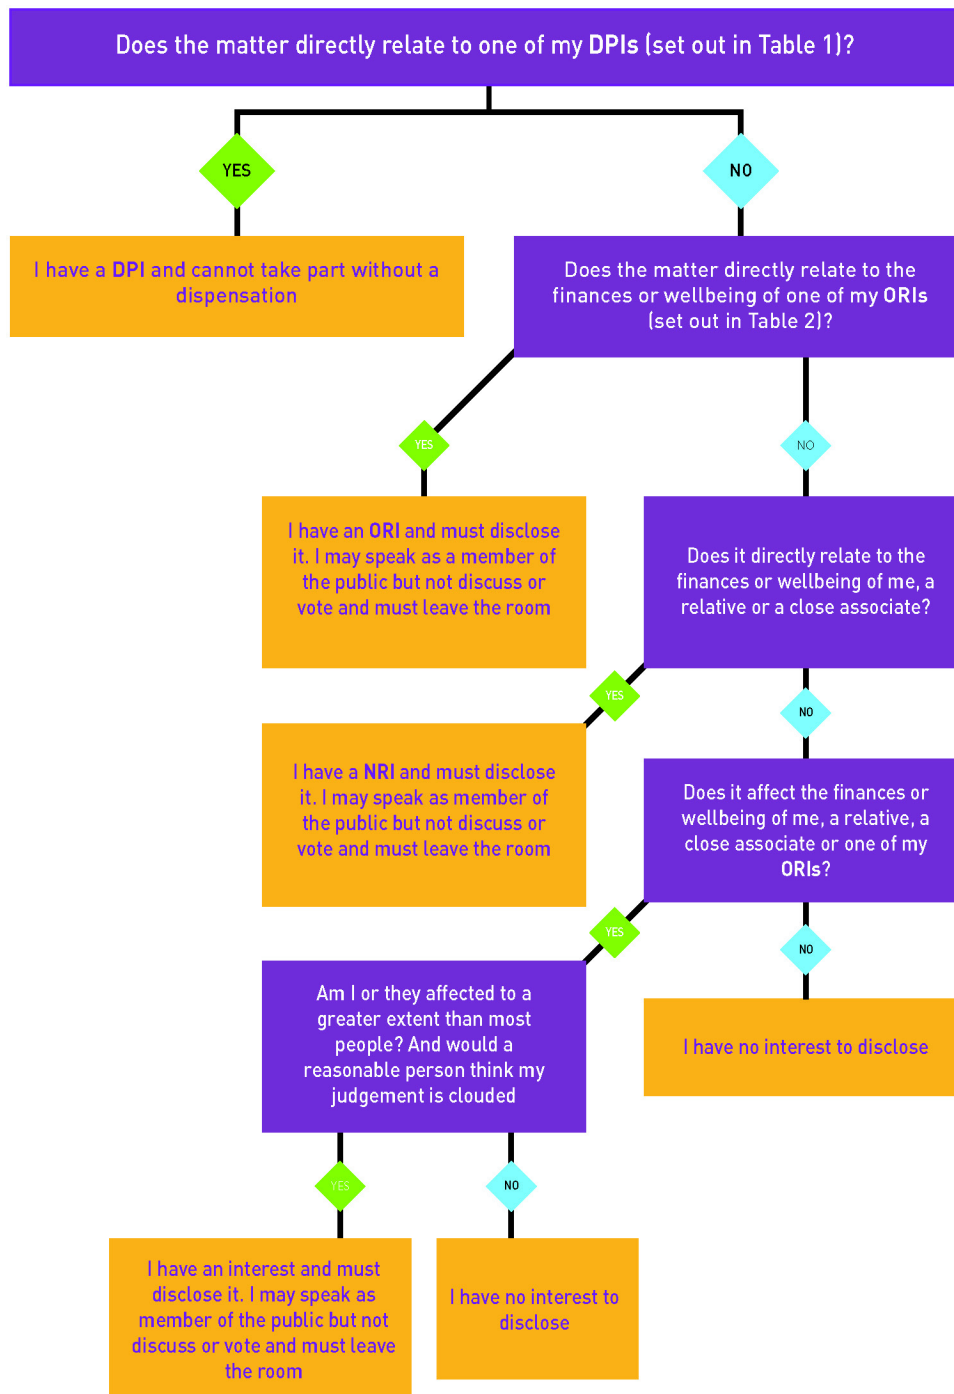 Does the matter directly relate to one of my DPIs (set out in Table 1)?
YES
NO
I have a DPI and cannot take part without a
dispensation
Does the matter directly relate to the
finances or wellbeing of one of my ORIs
(set out in Table 2)?
YES
NO
I have an ORI and must disclose
it. I may speak as a member of
the public but not discuss or
vote and must leave the room
Does it directly relate to the
finances or wellbeing of me, a
relative or a close associate?
YES
NO
I have a NRI and must disclose
it. I may speak as member of
the public but not discuss or
vote and must leave the room
Does it affect the finances or
wellbeing of me, a relative, a
close associate or one of my
ORIs?
YES
NO
Am I or they affected to a
greater extent than most
people? And would a
reasonable person think my
judgement is clouded
I have no interest to disclose
YES
NO
I have an interest and must
disclose it. I may speak as
member of the public but not
discuss or vote and must leave
the room
I have no interest to
disclose